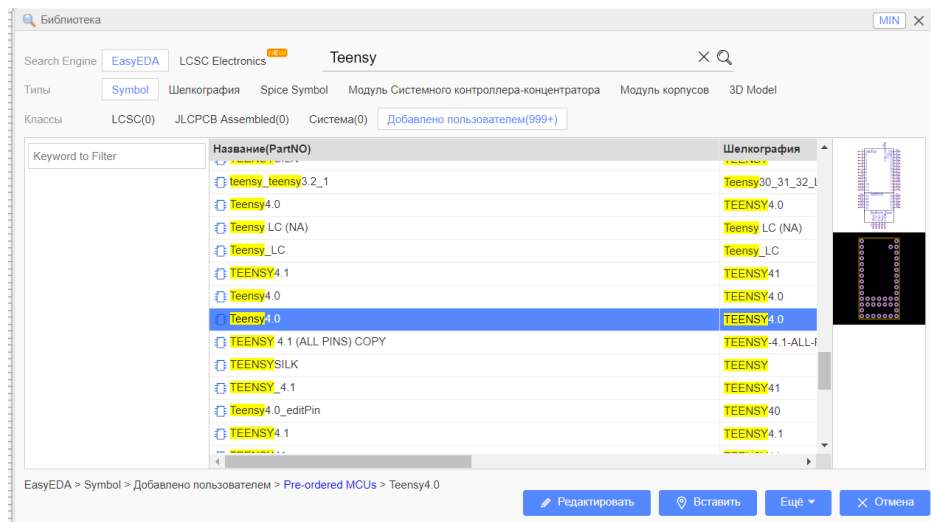 Библиотека MIN
Search Engine EasyEDA LCSC Electronics NEW Teensy
Типы Symbol Шелкография Spice Symbol Модуль Системного контроллера-концентратора Модуль корпусов 3D Model
Классы LCSC(0) JLCPCB Assembled(0) Система(0) Добавлено пользователем(999+)
Keyword to Filter
Название(PartNO) Шелкография
teensy_teensy3.2_1 Teensy30_31_32_L
Teensy4.0 TEENSY4.0
Teensy LC (NA) Teensy LC (NA)
Teensy_LC Teensy_LC
TEENSY4.1 TEENSY41
Teensy4.0 TEENSY4.0
Teensy4.0 TEENSY4.0
TEENSY 4.1 (ALL PINS) COPY TEENSY-4.1-ALL-
TEENSYSILK TEENSY
TEENSY_4.1 TEENSY41
Teensy4.0_editPin TEENSY40
TEENSY4.1 TEENSY4.1
EasyEDA > Symbol > Добавлено пользователем > Pre-ordered MCUs > Teensy4.0
Редактировать Вставить Ещё Отмена